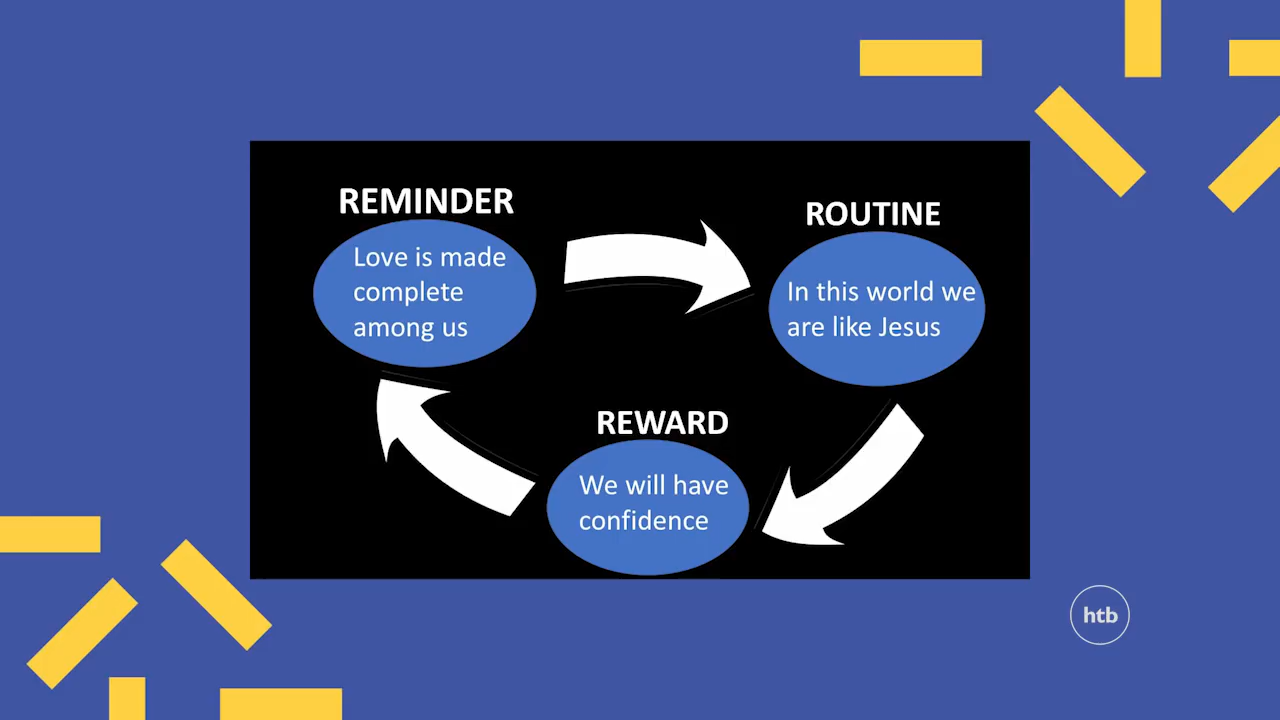 REMINDER
Love is made
complete
among us
ROUTINE
In this world we
are like Jesus
REWARD
We will have
confidence
htb